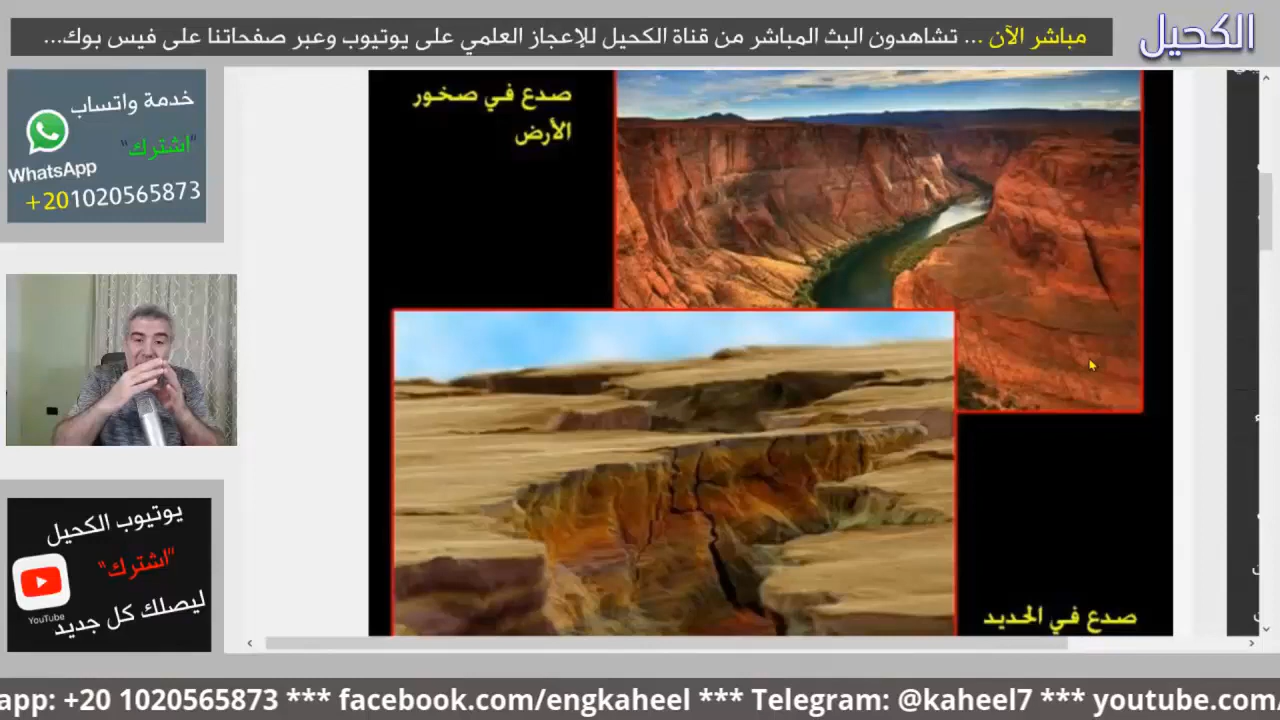 مباشر الآن ... تشاهدون البث المباشر من قناة الكحيل للإعجاز العلمي على يوتيوب وعبر صفحاتنا على فيس بوك...
الكحيل
خدمة واتساب
"اشترك"
WhatsApp
+201020565873
صدع في صخور
الأرض
صدع في الحديد
يوتيوب الكحيل
"اشترك"
YouTube
ليصلك كل جديد
app: +20 1020565873 *** facebook.com/engkaheel *** Telegram: @kaheel7 *** youtube.com/